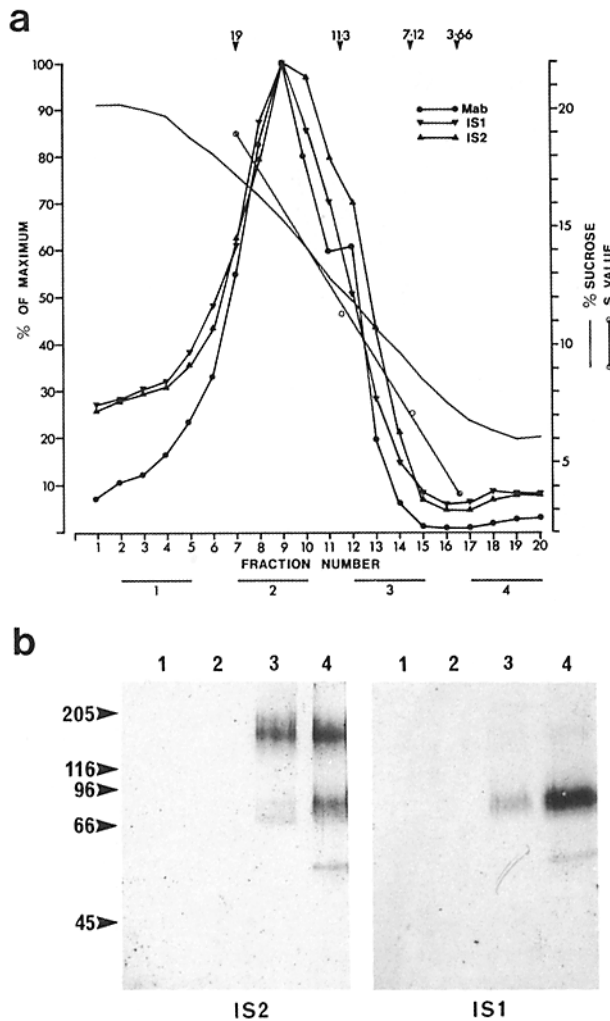 a
19 11·3 7·12 3·66
100
90
80
70
60
50
40
30
20
10
% OF MAXIMUM
Mab
IS1
IS2
20
15
10
5
% SUCROSE
S VALUE
1 2 3 4 5 6 7 8 9 10 11 12 13 14 15 16 17 18 19 20
FRACTION NUMBER
1 2 3 4
b
1 2 3 4 1 2 3 4
205
116
96
66
45
IS2 IS1